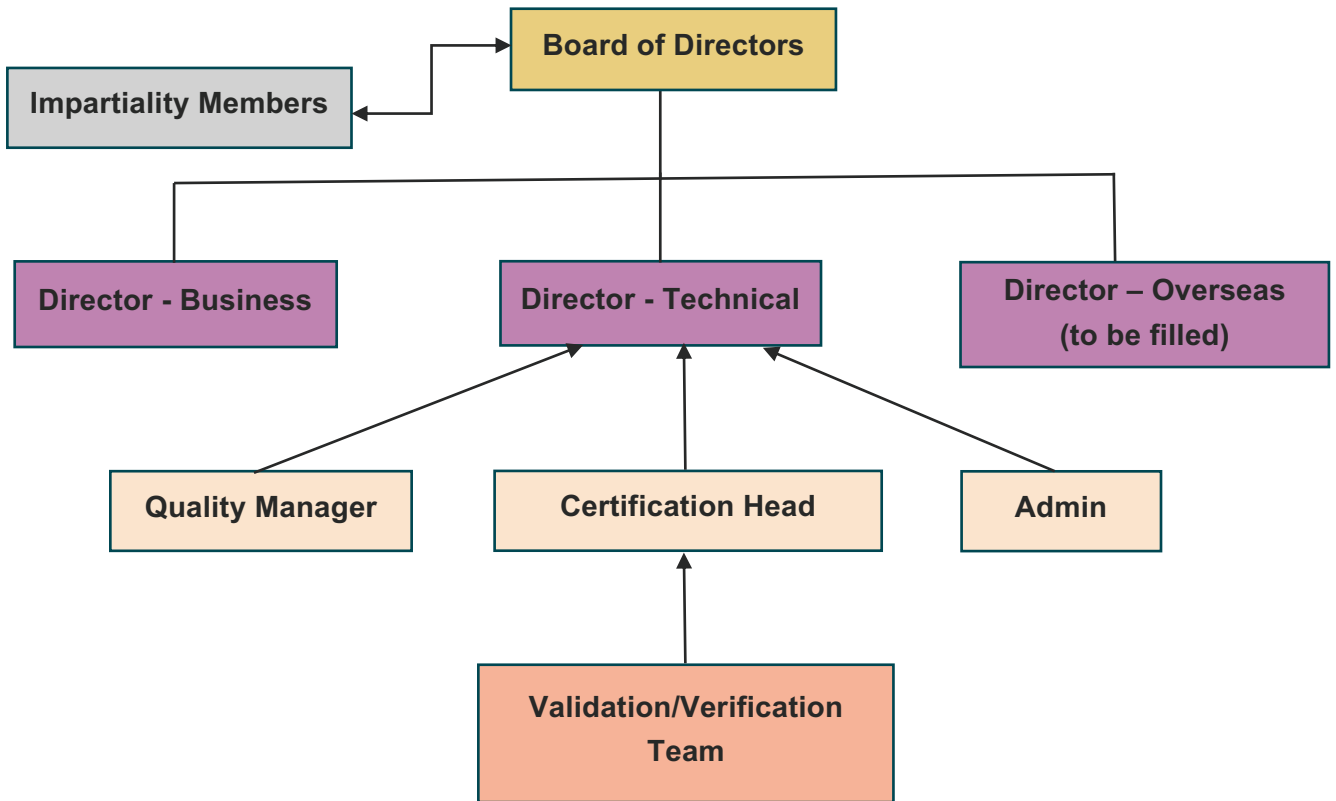 Board of Directors
Impartiality Members
Director - Business
Director - Technical
Director – Overseas
(to be filled)
Quality Manager
Certification Head
Admin
Validation/Verification
Team